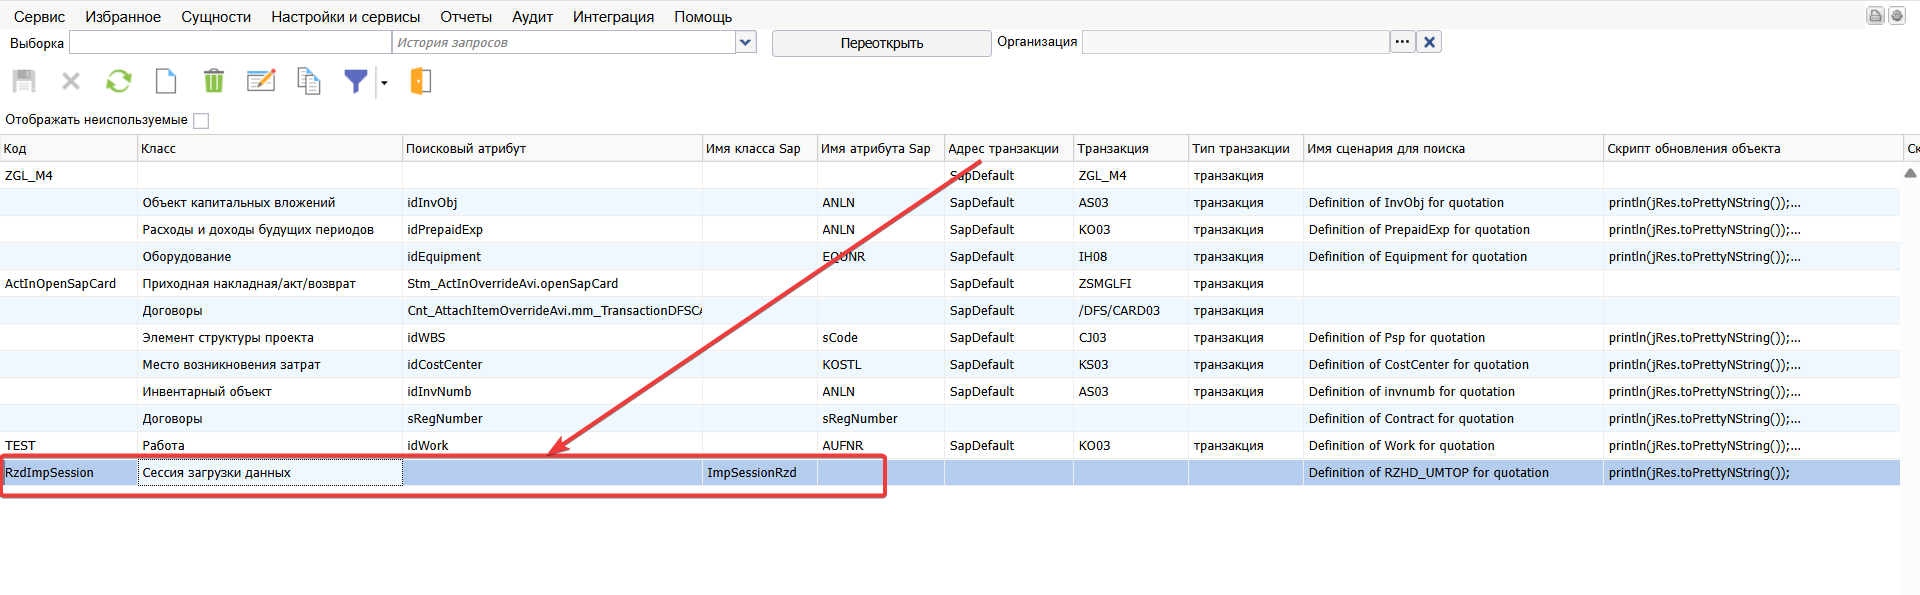 Сервис Избранное Сущности Настройки и сервисы Отчеты Аудит Интеграция Помощь
Выборка История запросов Переоткрыть Организация
Отображать неиспользуемые
Код Класс Поисковый атрибут Имя класса Sap Имя атрибута Sap Адрес транзакции Транзакция Тип транзакции Имя сценария для поиска Скрипт обновления объекта Ск
ZGL_M4 SapDefault ZGL_M4 транзакция
Объект капитальных вложений idInvObj ANLN SapDefault AS03 транзакция Definition of InvObj for quotation println(jRes.toPrettyNString());...
Расходы и доходы будущих периодов idPrepaidExp ANLN SapDefault KO03 транзакция Definition of PrepaidExp for quotation println(jRes.toPrettyNString());...
Оборудование idEquipment EQUNR SapDefault IH08 транзакция Definition of Equipment for quotation println(jRes.toPrettyNString());...
ActInOpenSapCard Приходная накладная/акт/возврат Stm_ActInOverrideAvi.openSapCard SapDefault ZSMGLFI транзакция
Договоры Cnt_AttachItemOverrideAvi.mm_TransactionDFSCA SapDefault /DFS/CARD03 транзакция
Элемент структуры проекта idWBS sCode SapDefault CJ03 транзакция Definition of Psp for quotation println(jRes.toPrettyNString());...
Место возникновения затрат idCostCenter KOSTL SapDefault KS03 транзакция Definition of CostCenter for quotation println(jRes.toPrettyNString());...
Инвентарный объект idInvNumb ANLN SapDefault AS03 транзакция Definition of invnumb for quotation println(jRes.toPrettyNString());...
Договоры sRegNumber sRegNumber Definition of Contract for quotation println(jRes.toPrettyNString());...
TEST Работа idWork AUFNR SapDefault KO03 транзакция Definition of Work for quotation println(jRes.toPrettyNString());...
RzdImpSession Сессия загрузки данных ImpSessionRzd Definition of RZHD_UMTOP for quotation println(jRes.toPrettyNString());